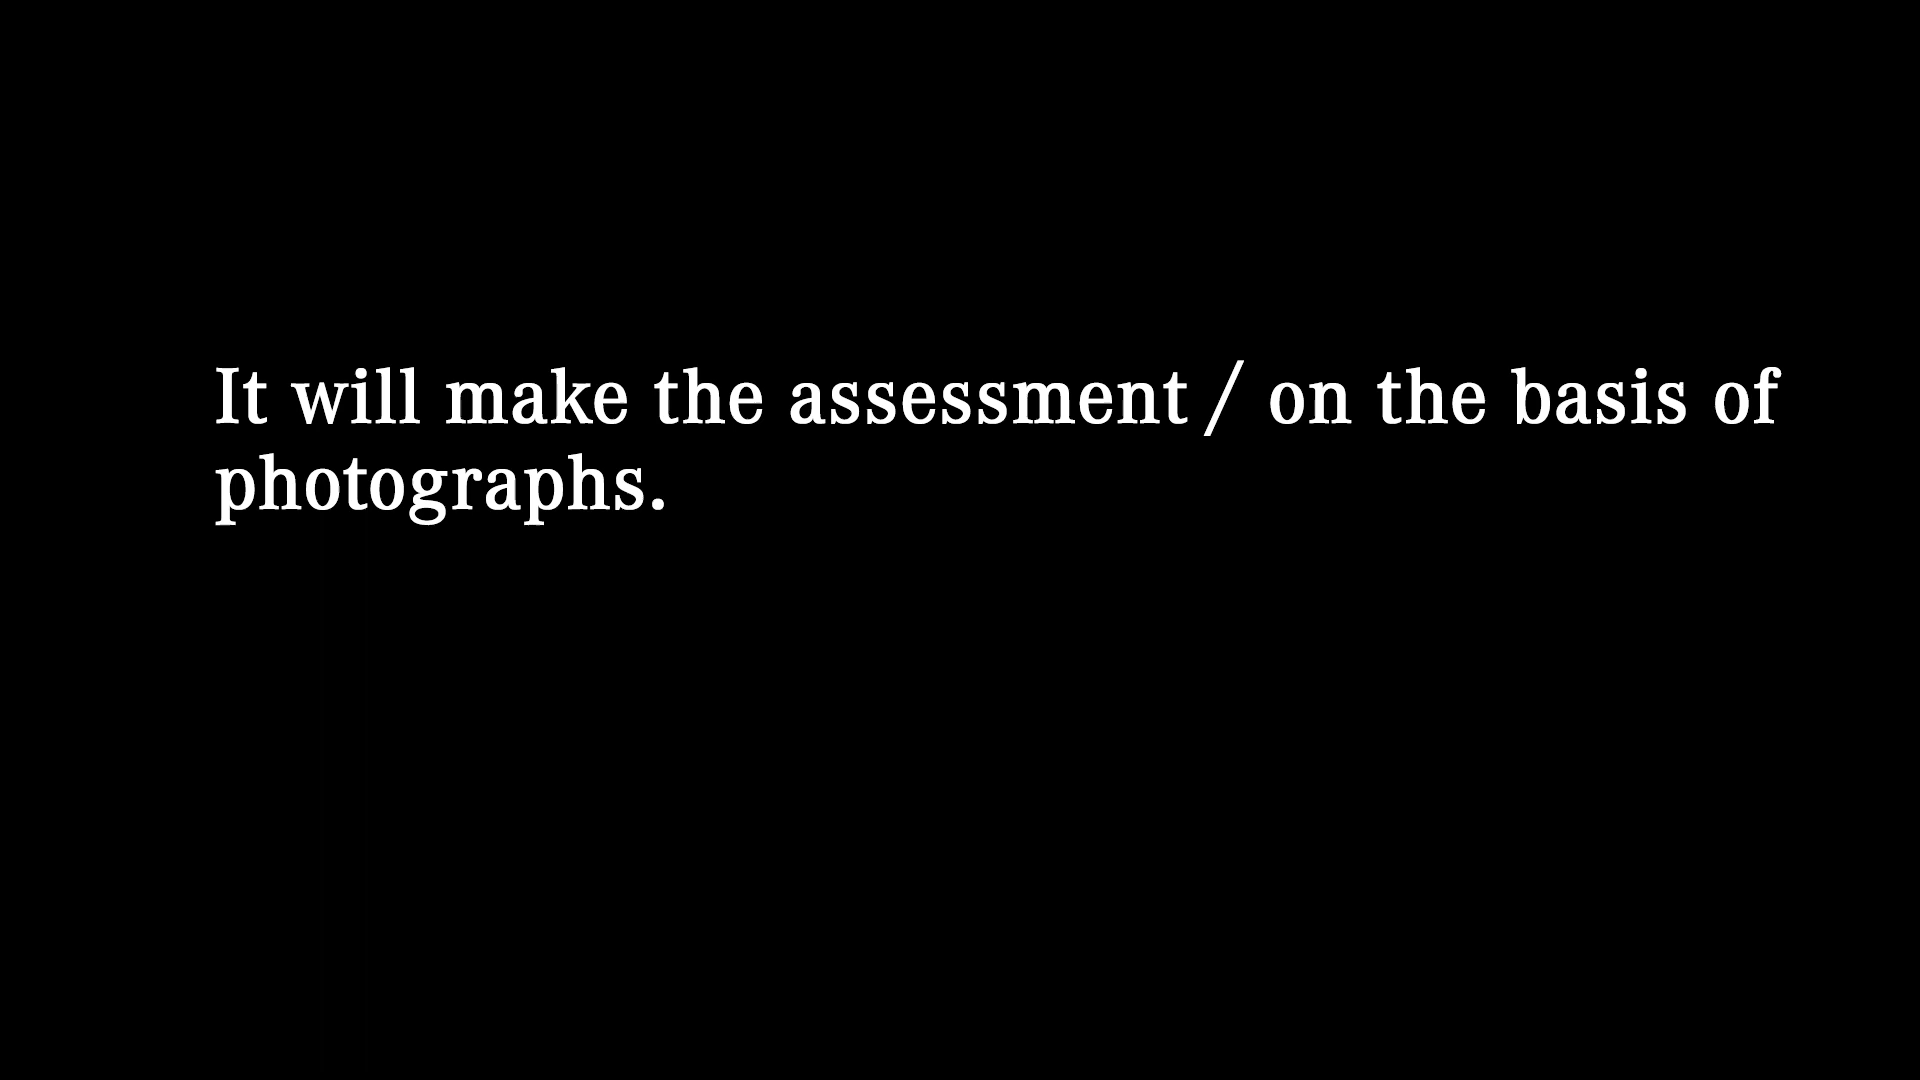 It will make the assessment / on the basis of
photographs.